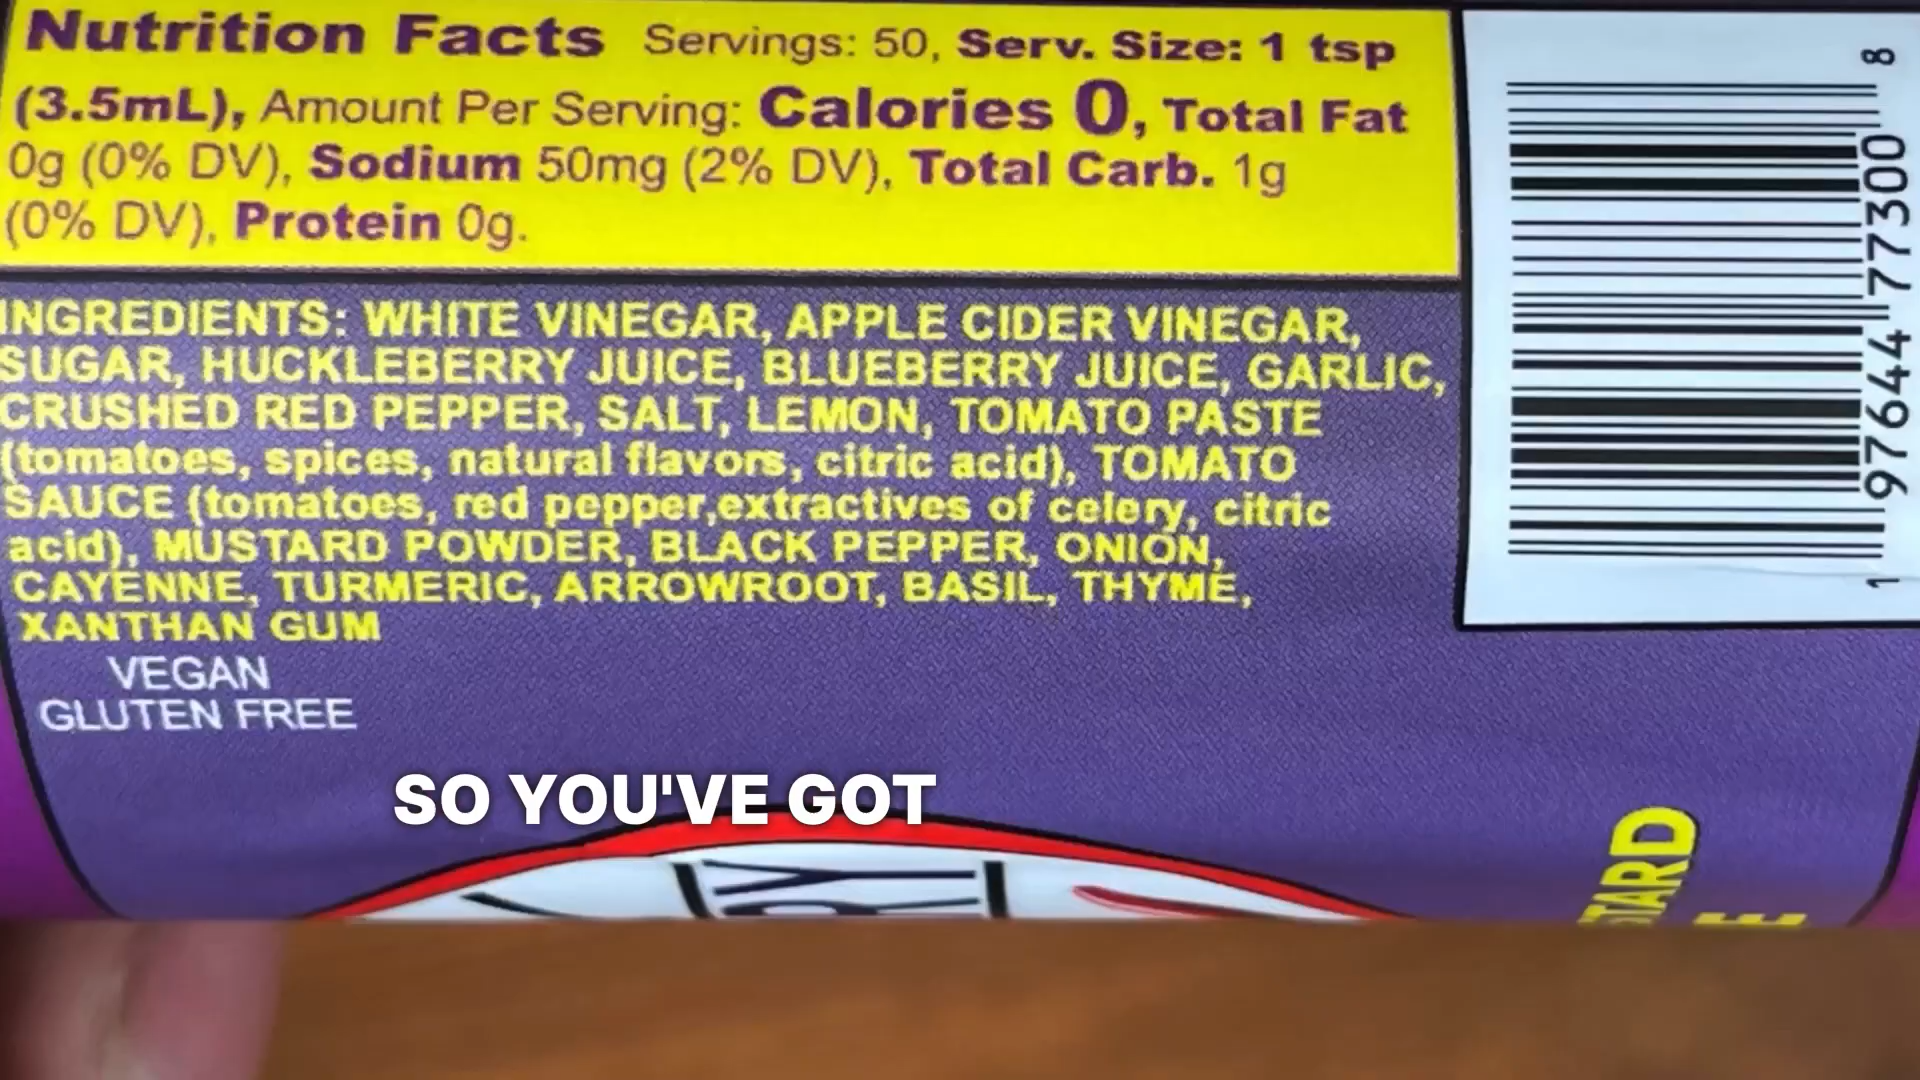 Nutrition Facts Servings: 50, Serv. Size: 1 tsp
(3.5mL), Amount Per Serving: Calories 0, Total Fat
0g (0% DV), Sodium 50mg (2% DV), Total Carb. 1g
(0% DV), Protein 0g.
INGREDIENTS: WHITE VINEGAR, APPLE CIDER VINEGAR,
SUGAR, HUCKLEBERRY JUICE, BLUEBERRY JUICE, GARLIC,
CRUSHED RED PEPPER, SALT, LEMON, TOMATO PASTE
(tomatoes, spices, natural flavors, citric acid), TOMATO
SAUCE (tomatoes, red pepper,extractives of celery, citric
acid), MUSTARD POWDER, BLACK PEPPER, ONION,
CAYENNE, TURMERIC, ARROWROOT, BASIL, THYME,
XANTHAN GUM
VEGAN
GLUTEN FREE
1 97644 77300 8
SO YOU'VE GOT
TARD